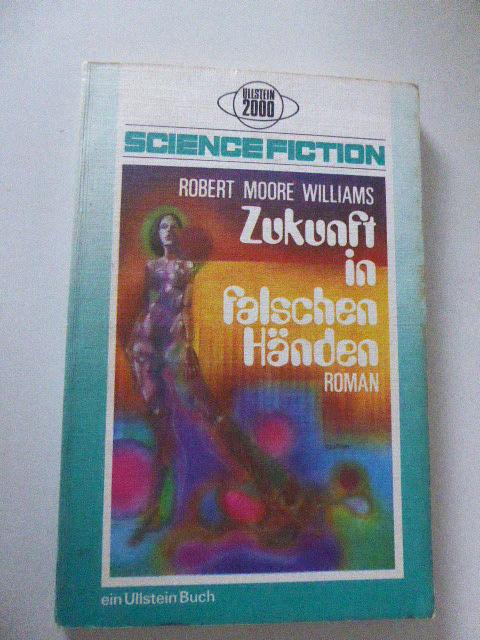 ULLSTEIN
2000
SCIENCE FICTION
ROBERT MOORE WILLIAMS
Zukunft
in
falschen
Händen
ROMAN
ein Ullstein Buch